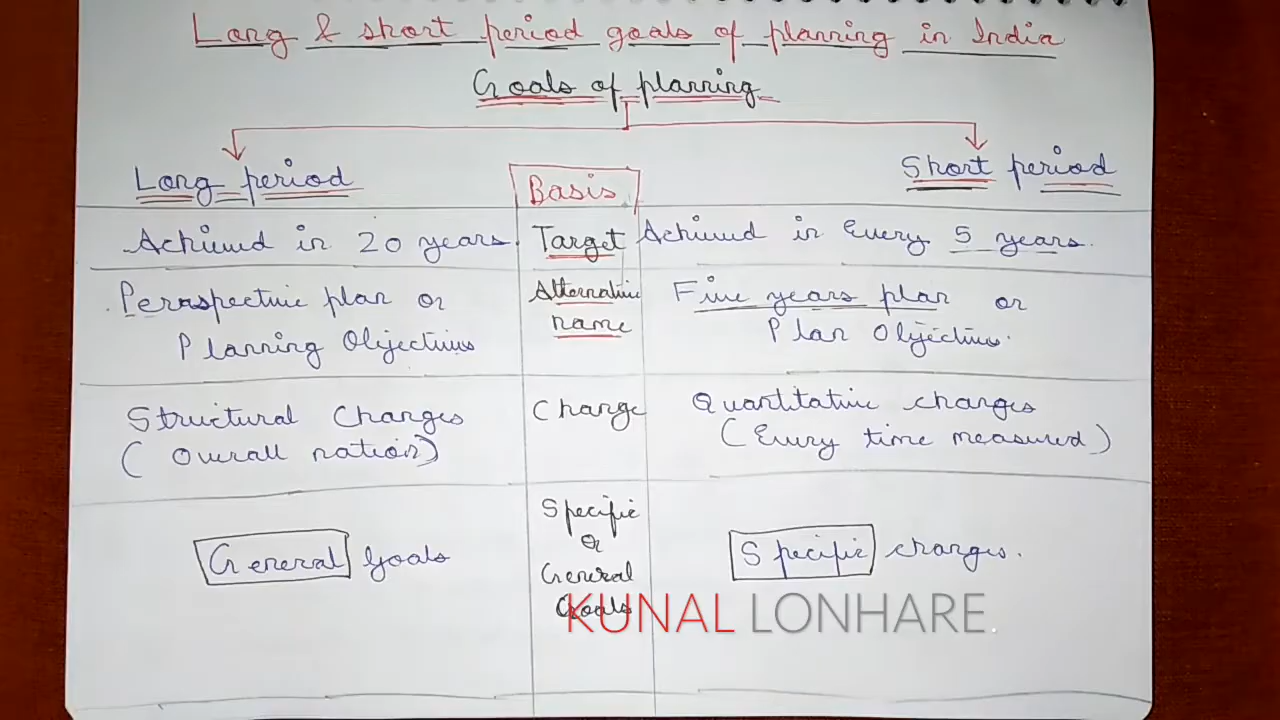 Long & short period goals of planning in India
Goals of planning
Long period
Basis
Short period
Achieved in 20 years
Target
Achieved in Every 5 years.
Perespective plan or
Planning Objectives
Alternative
name
Five years plan or
Plan Objective.
Structural Changes
(Overall nation)
Change
Quantitative changes
(Every time measured)
General goals
Specific
or
General
Goals
Specific changes.
KUNAL LONHARE.